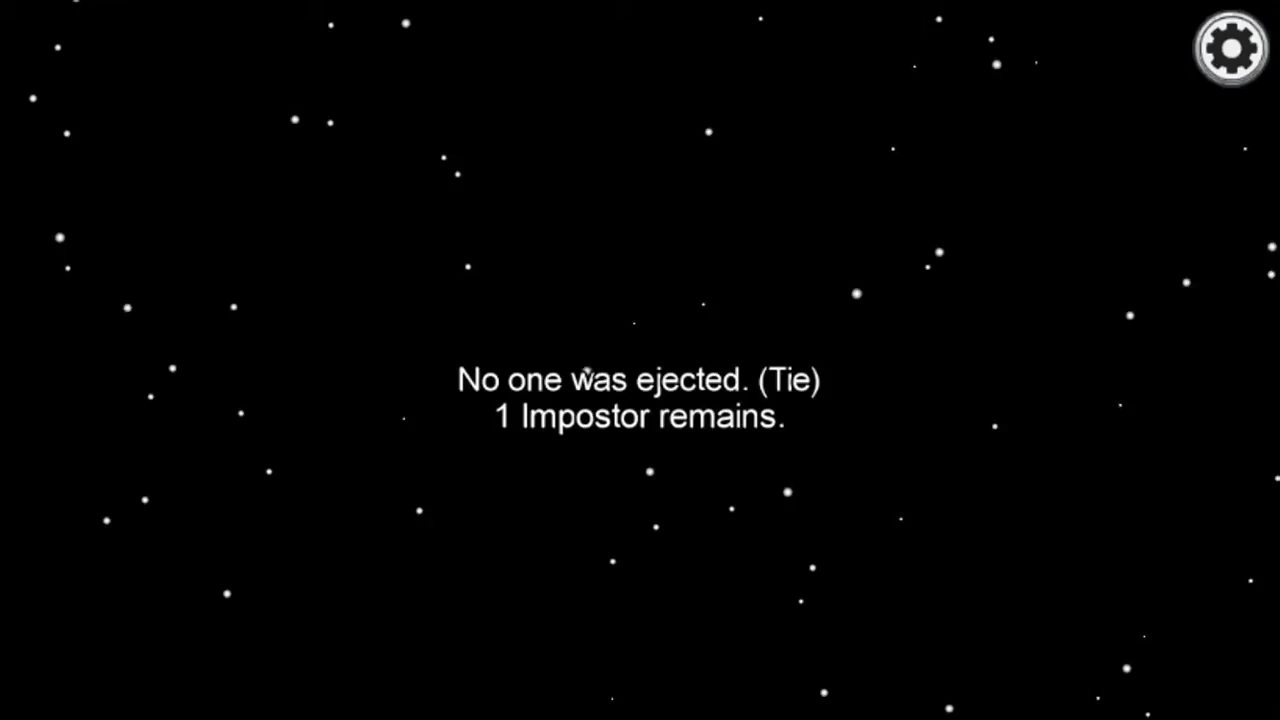 No one was ejected. (Tie)
1 Impostor remains.